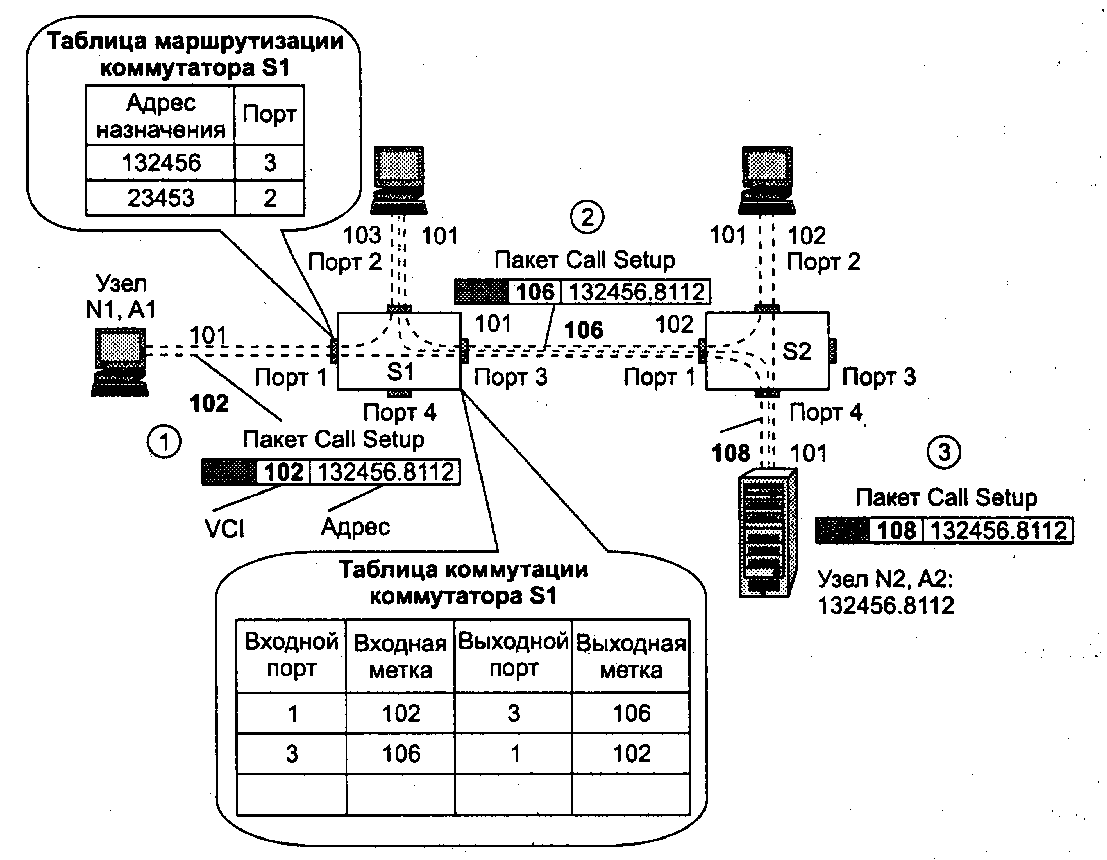 Таблица маршрутизации
коммутатора S1
Адрес
назначения
Порт
132456
3
23453
2
103
101
Порт 2
2
Пакет Call Setup
106
132456.8112
101
102
Порт 2
Узел
N1, A1
101
102
Порт 1
S1
101
Порт 3
106
102
Порт 1
S2
Порт 3
Порт 4
Порт 4
1
Пакет Call Setup
102
132456.8112
VCI
Адрес
108
101
3
Пакет Call Setup
108
132456.8112
Узел N2, A2:
132456.8112
Таблица коммутации
коммутатора S1
Входной
порт
Входная
метка
Выходной
порт
Выходная
метка
1
102
3
106
3
106
1
102